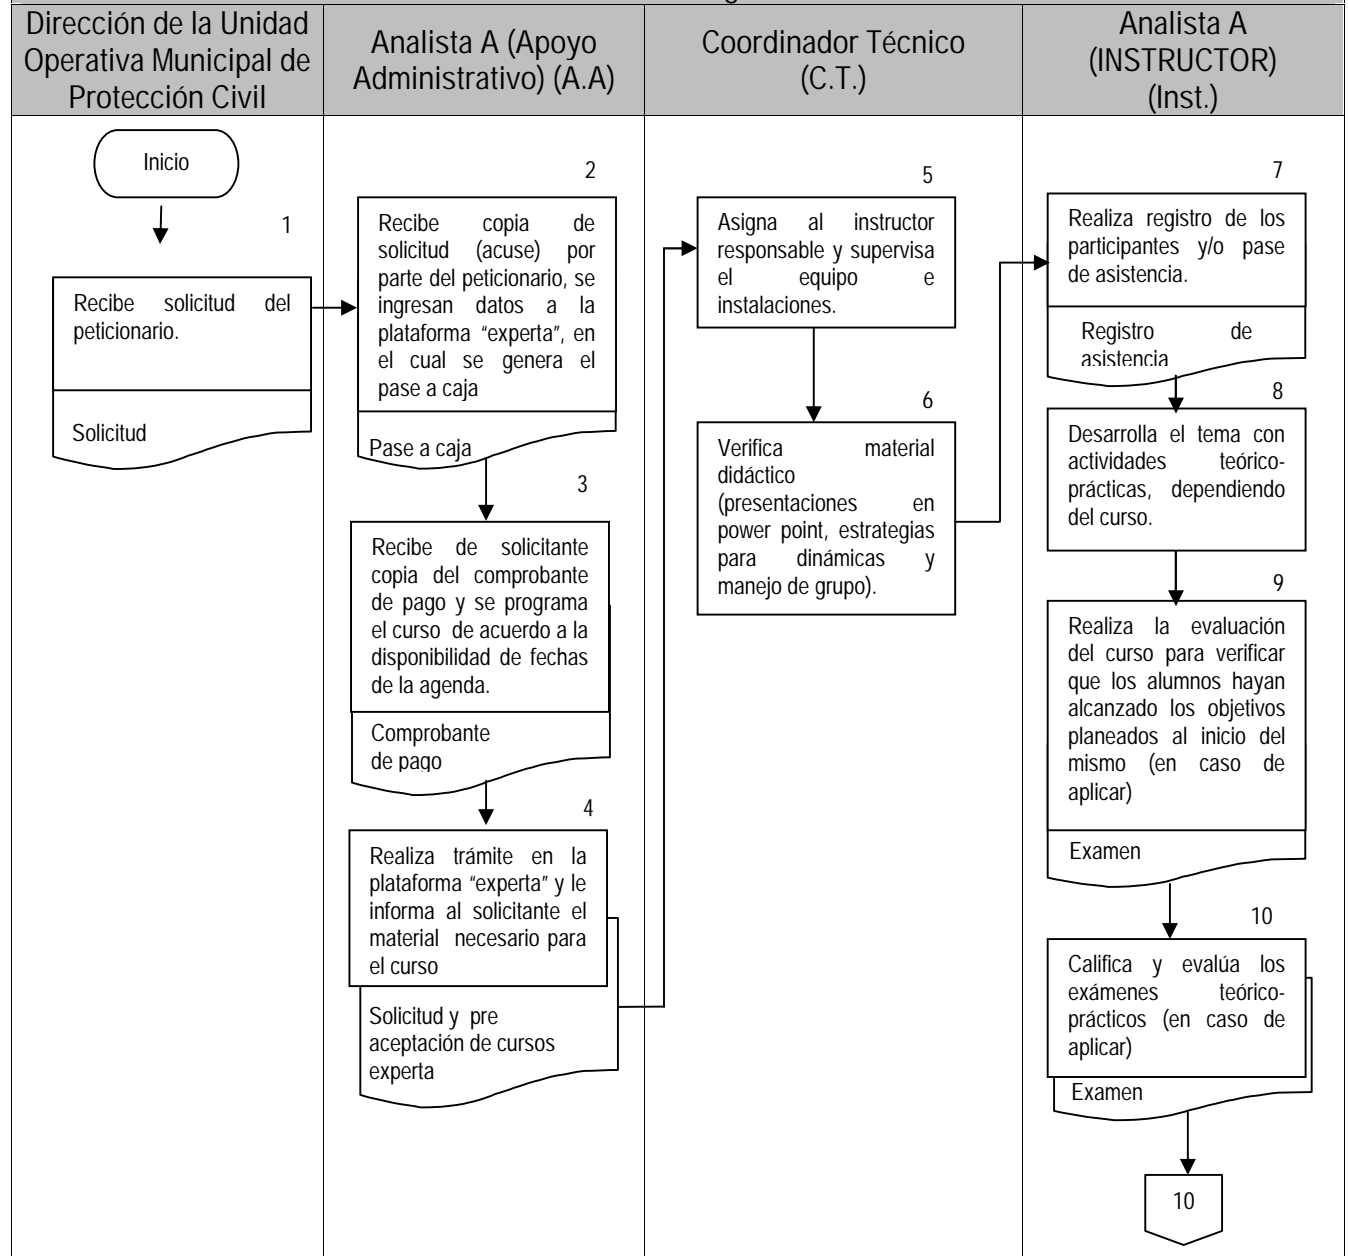 Dirección de la Unidad
Operativa Municipal de
Protección Civil
Analista A (Apoyo
Administrativo) (A.A)
Coordinador Técnico
(C.T.)
Analista A
(INSTRUCTOR)
(Inst.)
Inicio
1
Recibe solicitud del
peticionario.
Solicitud
2
Recibe copia de
solicitud (acuse) por
parte del peticionario, se
ingresan datos a la
plataforma “experta”, en
el cual se genera el
pase a caja
Pase a caja
3
Recibe de solicitante
copia del comprobante
de pago y se programa
el curso de acuerdo a la
disponibilidad de fechas
de la agenda.
Comprobante
de pago
4
Realiza trámite en la
plataforma “experta” y le
informa al solicitante el
material necesario para
el curso
Solicitud y pre
aceptación de cursos
experta
5
Asigna al instructor
responsable y supervisa
el equipo e
instalaciones.
6
Verifica material
didáctico
(presentaciones en
power point, estrategias
para dinámicas y
manejo de grupo).
7
Realiza registro de los
participantes y/o pase
de asistencia.
Registro de
asistencia
8
Desarrolla el tema con
actividades teórico-
prácticas, dependiendo
del curso.
9
Realiza la evaluación
del curso para verificar
que los alumnos hayan
alcanzado los objetivos
planeados al inicio del
mismo (en caso de
aplicar)
Examen
10
Califica y evalúa los
exámenes teórico-
prácticos (en caso de
aplicar)
Examen
10